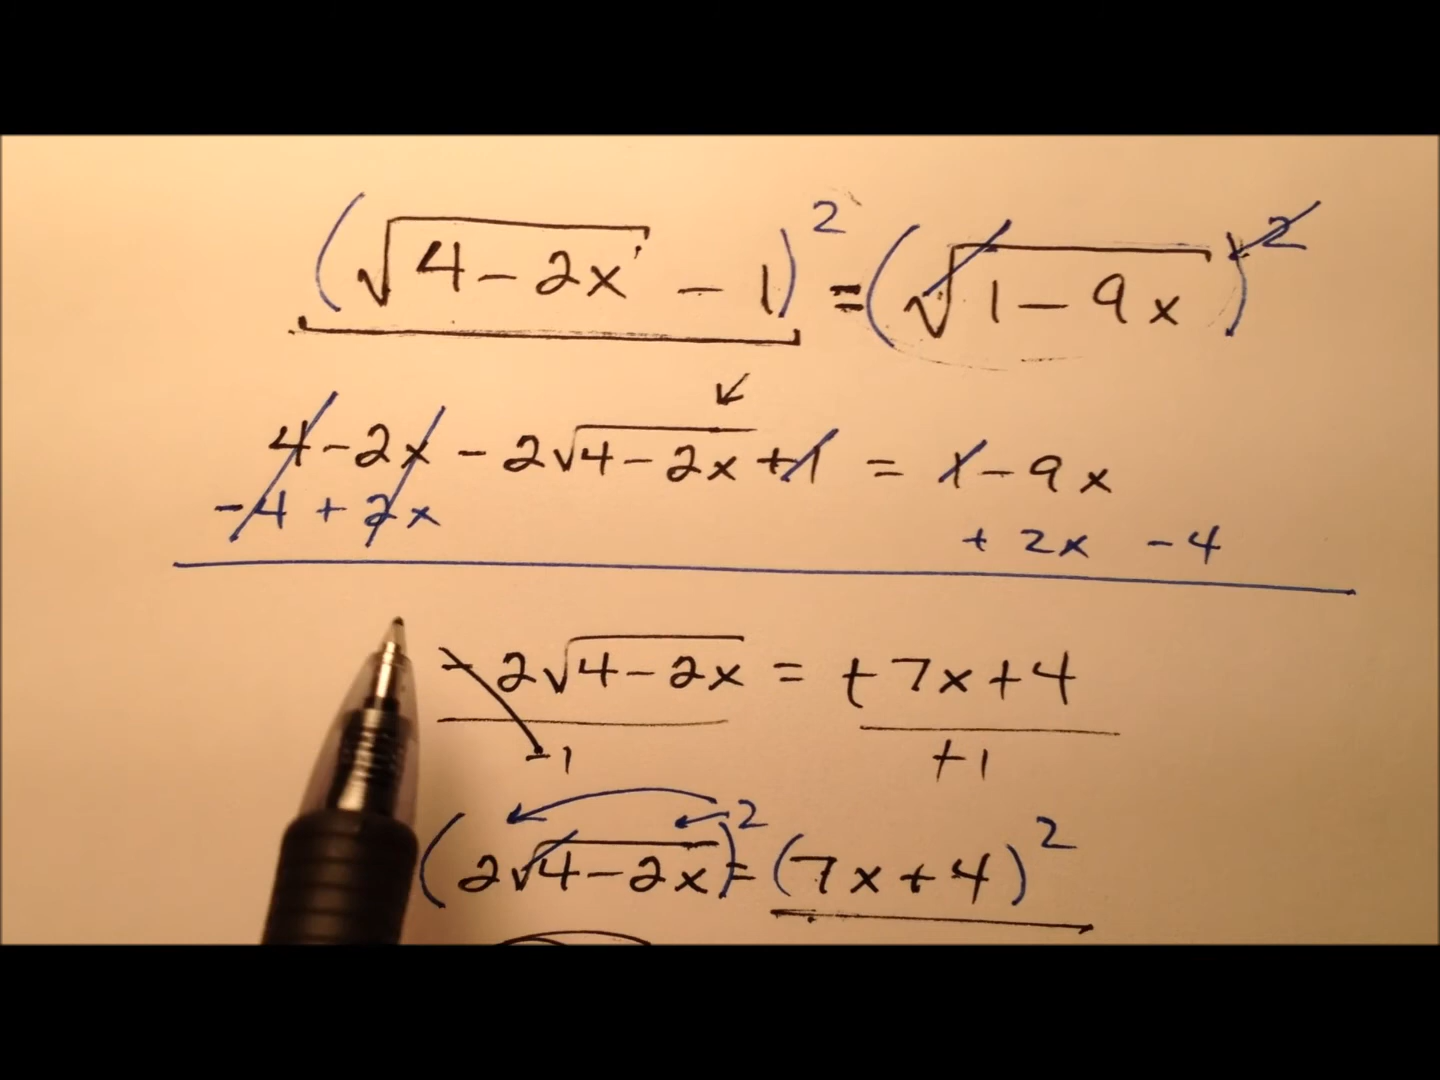 (√4-2x - 1)² = (√1-9x)²
4-2x - 2√4-2x +1 = 1-9x
-4 + 2x + 2x -4
- 2√4-2x = +7x+4
-1 +1
(2√4-2x)² = (7x+4)²